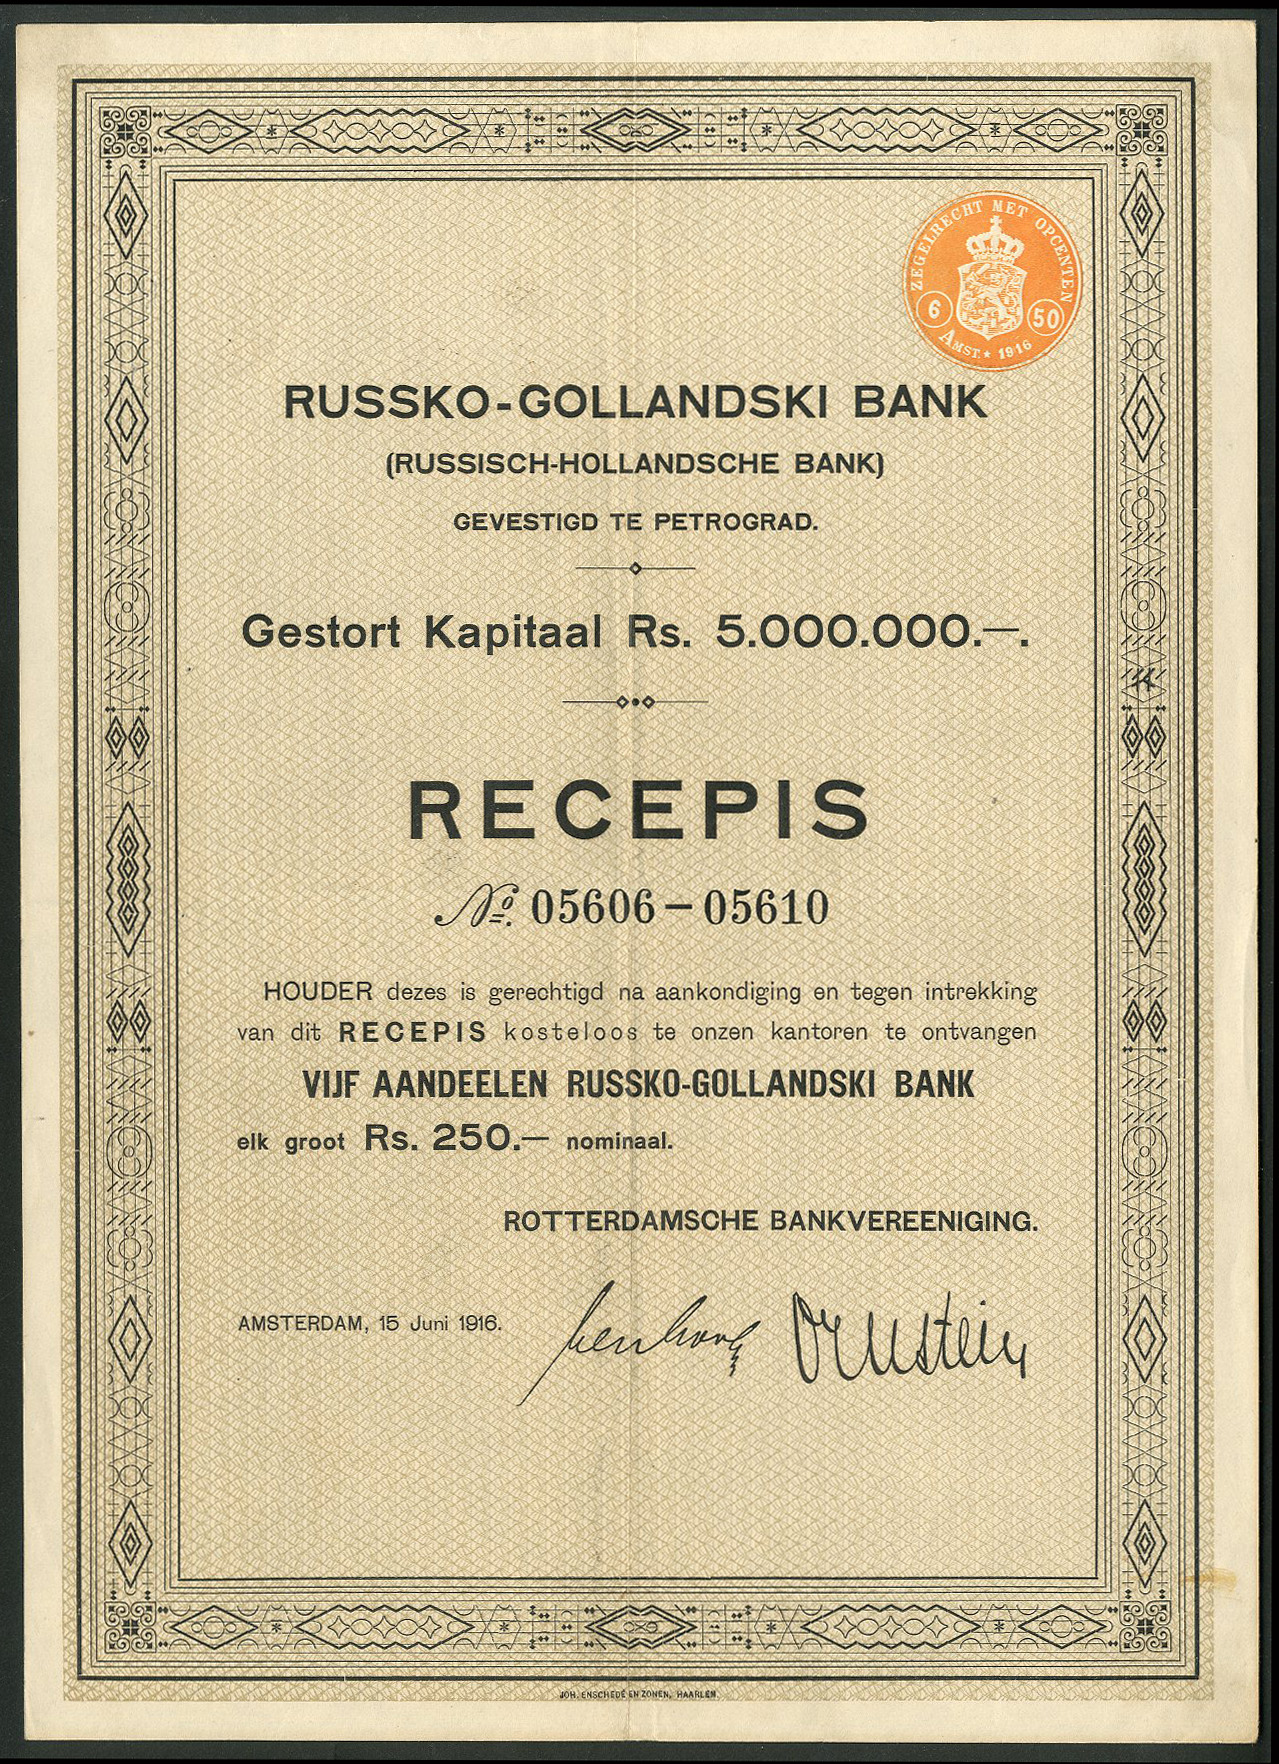 ZEGELRECHT MET OPCENTEN
6 50
AMST. * 1916
RUSSKO-GOLLANDSKI BANK
(RUSSISCH-HOLLANDSCHE BANK)
GEVESTIGD TE PETROGRAD.
Gestort Kapitaal Rs. 5.000.000.—.
RECEPIS
No. 05606 — 05610
HOUDER dezes is gerechtigd na aankondiging en tegen intrekking
van dit RECEPIS kosteloos te onzen kantoren te ontvangen
VIJF AANDEELEN RUSSKO-GOLLANDSKI BANK
elk groot Rs. 250.— nominaal.
ROTTERDAMSCHE BANKVEREENIGING.
AMSTERDAM, 15 Juni 1916.
Ornstein
JOH. ENSCHEDÉ EN ZONEN, HAARLEM.